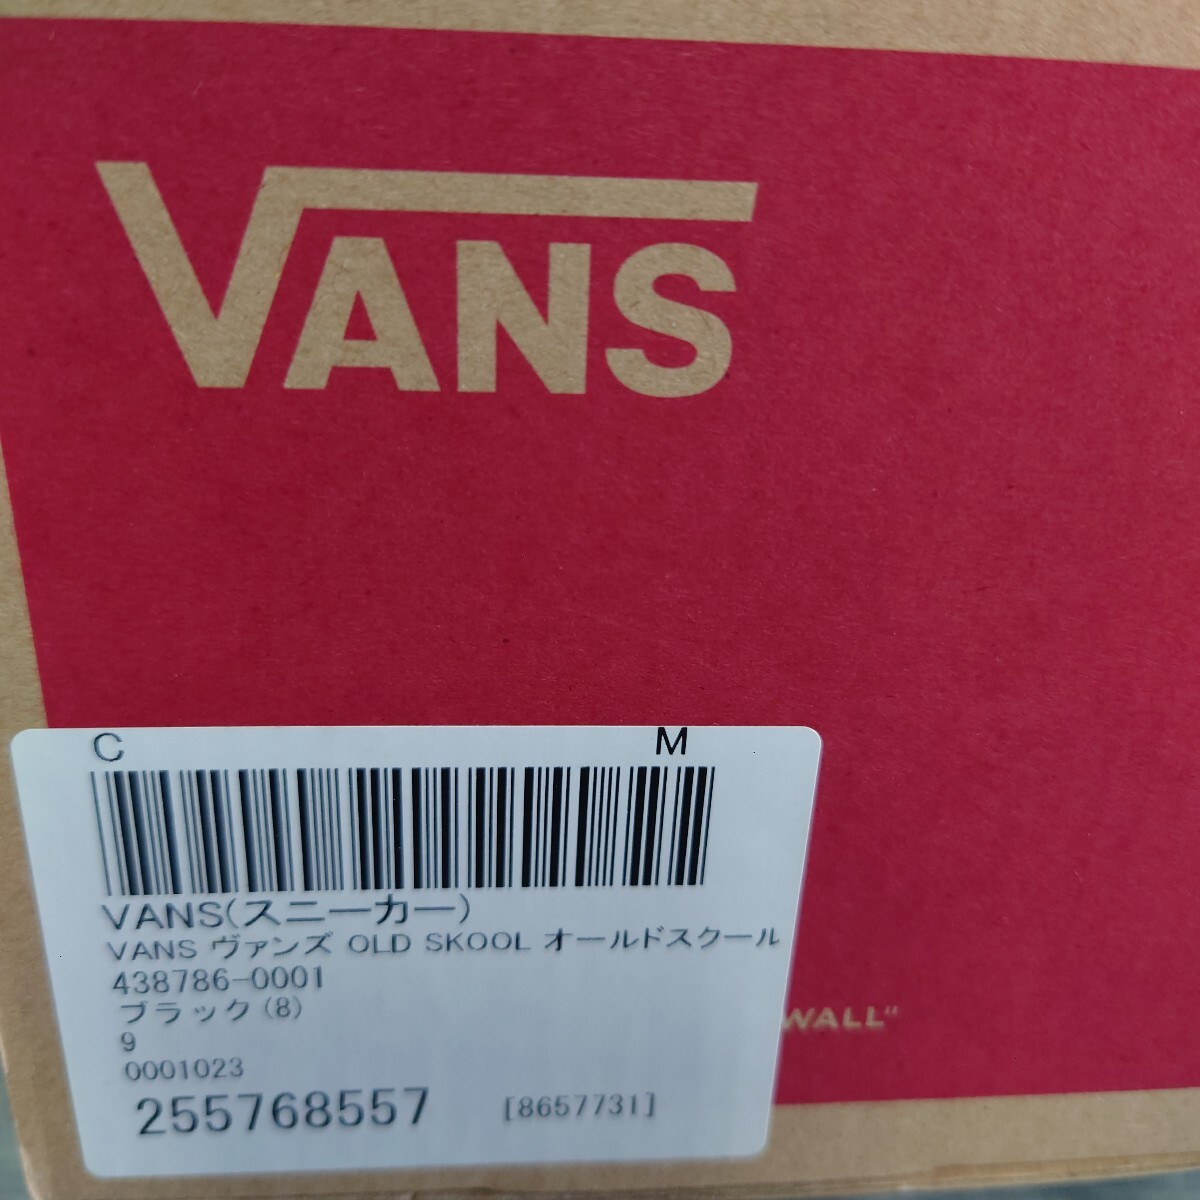 VANS
C M
VANS(スニーカー)
VANS ヴァンズ OLD SKOOL オールドスクール
438786-0001
ブラック(8)
WALL"
9
0001023
255768557 [8657731]